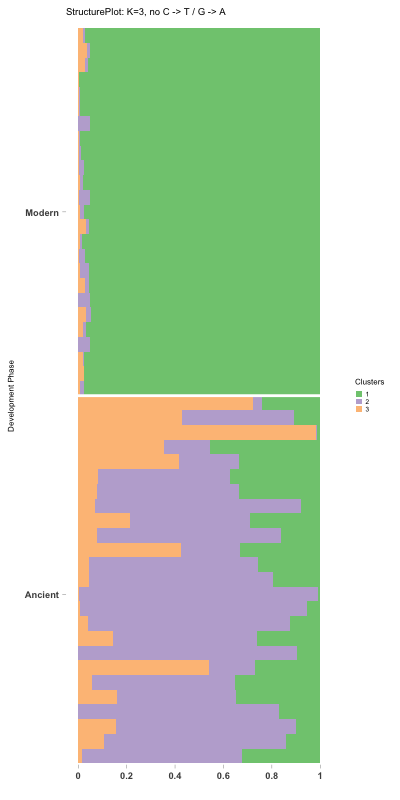 StructurePlot: K=3, no C -> T / G -> A
Modern
Development Phase
Clusters
1
2
3
Ancient
0 0.2 0.4 0.6 0.8 1